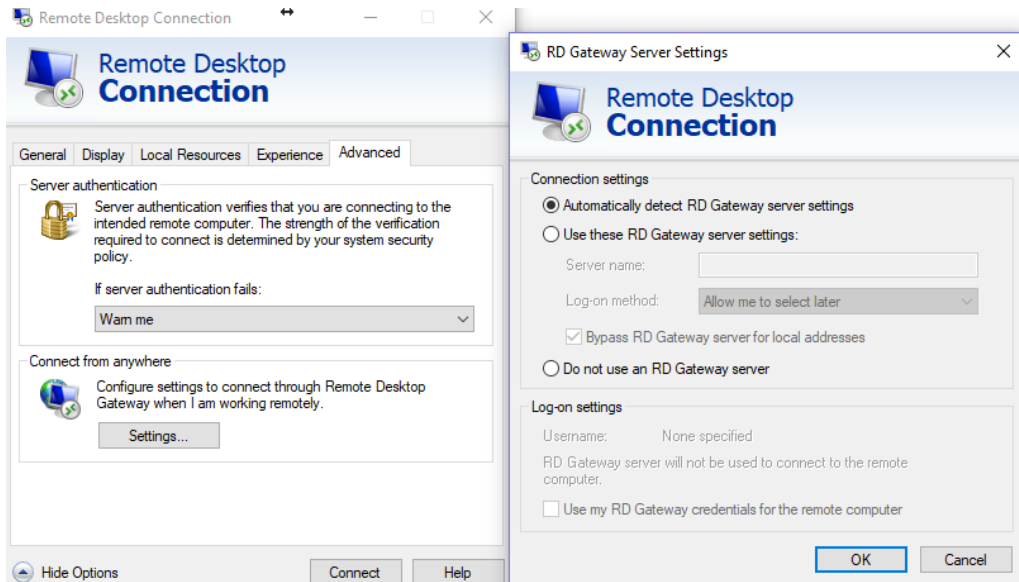 Remote Desktop Connection
Remote Desktop
Connection
General Display Local Resources Experience Advanced
Server authentication
Server authentication verifies that you are connecting to the
intended remote computer. The strength of the verification
required to connect is determined by your system security
policy.
If server authentication fails:
Warn me
Connect from anywhere
Configure settings to connect through Remote Desktop
Gateway when I am working remotely.
Settings...
Hide Options Connect Help
RD Gateway Server Settings
Remote Desktop
Connection
Connection settings
Automatically detect RD Gateway server settings
Use these RD Gateway server settings:
Server name:
Log-on method: Allow me to select later
Bypass RD Gateway server for local addresses
Do not use an RD Gateway server
Log-on settings
Username: None specified
RD Gateway server will not be used to connect to the remote
computer.
Use my RD Gateway credentials for the remote computer
OK Cancel